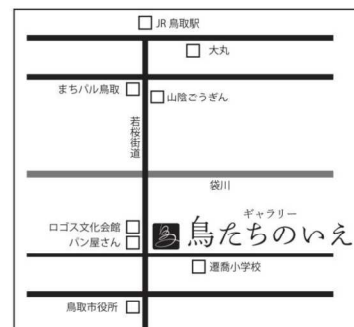 JR 鳥取駅
大丸
まちパル鳥取
山陰ごうぎん
若桜街道
袋川
ロゴス文化会館
パン屋さん
ギャラリー
鳥たちのいえ
遷喬小学校
鳥取市役所